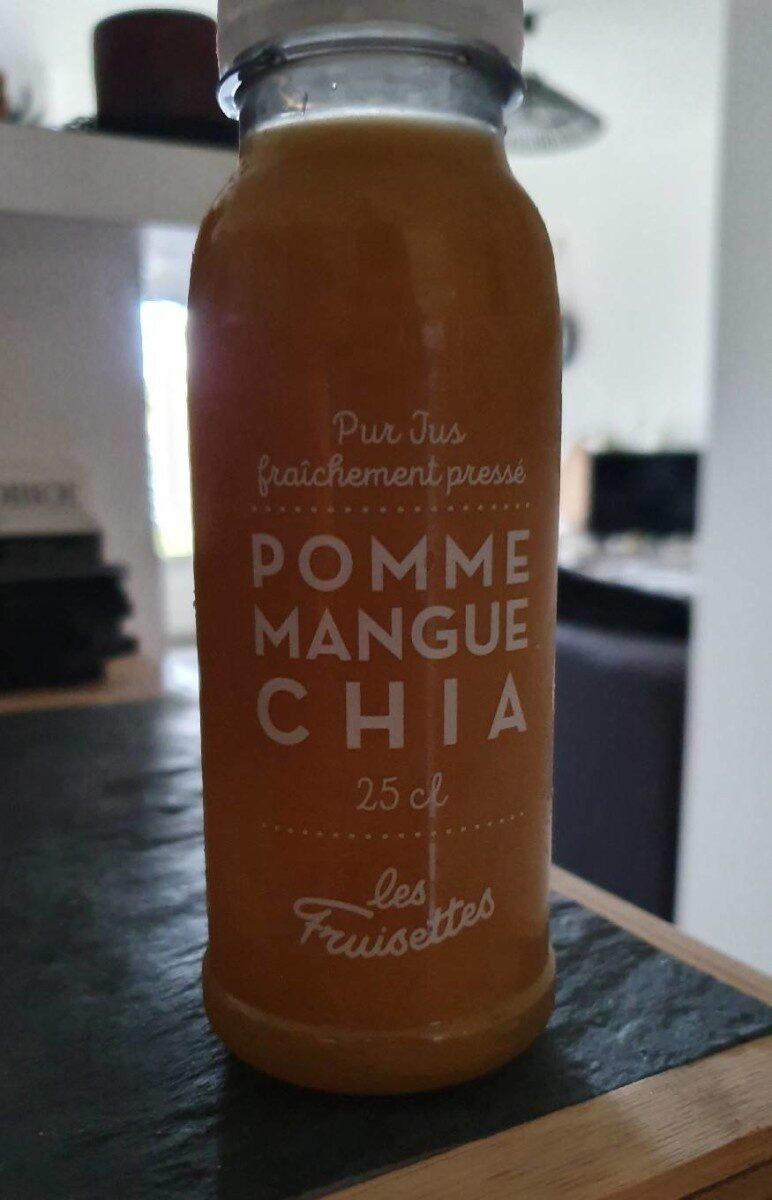 Pur Jus
fraîchement pressé
POMME
MANGUE
CHIA
25 cl
les
Fruisettes